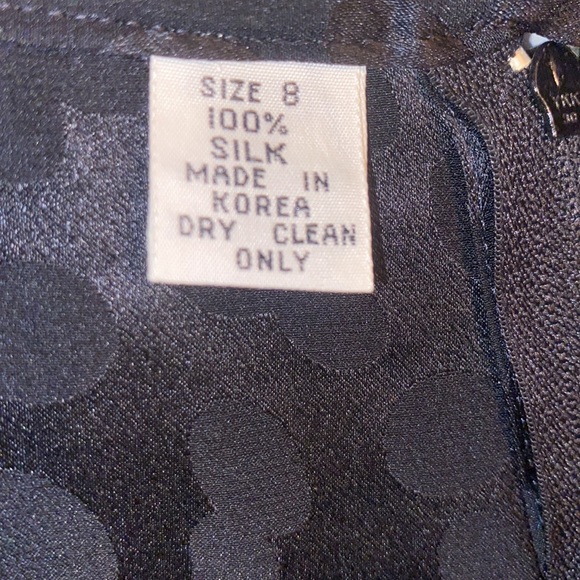 SIZE 8
100%
SILK
MADE IN
KOREA
DRY CLEAN
ONLY